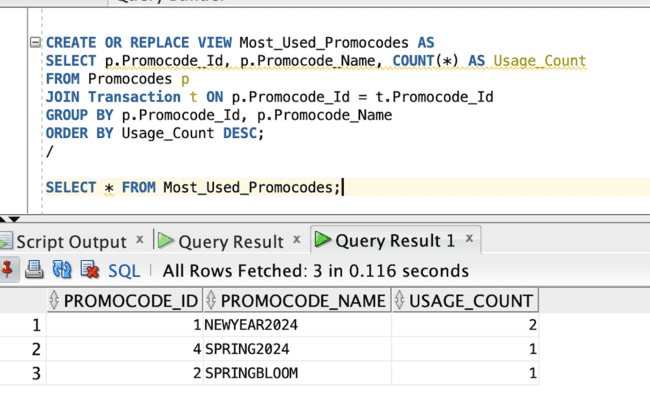 Query Builder
CREATE OR REPLACE VIEW Most_Used_Promocodes AS
SELECT p.Promocode_Id, p.Promocode_Name, COUNT(*) AS Usage_Count
FROM Promocodes p
JOIN Transaction t ON p.Promocode_Id = t.Promocode_Id
GROUP BY p.Promocode_Id, p.Promocode_Name
ORDER BY Usage_Count DESC;
/
SELECT * FROM Most_Used_Promocodes;
Script Output x Query Result x Query Result 1 x
SQL | All Rows Fetched: 3 in 0.116 seconds
PROMOCODE_ID PROMOCODE_NAME USAGE_COUNT
1 1 NEWYEAR2024 2
2 4 SPRING2024 1
3 2 SPRINGBLOOM 1